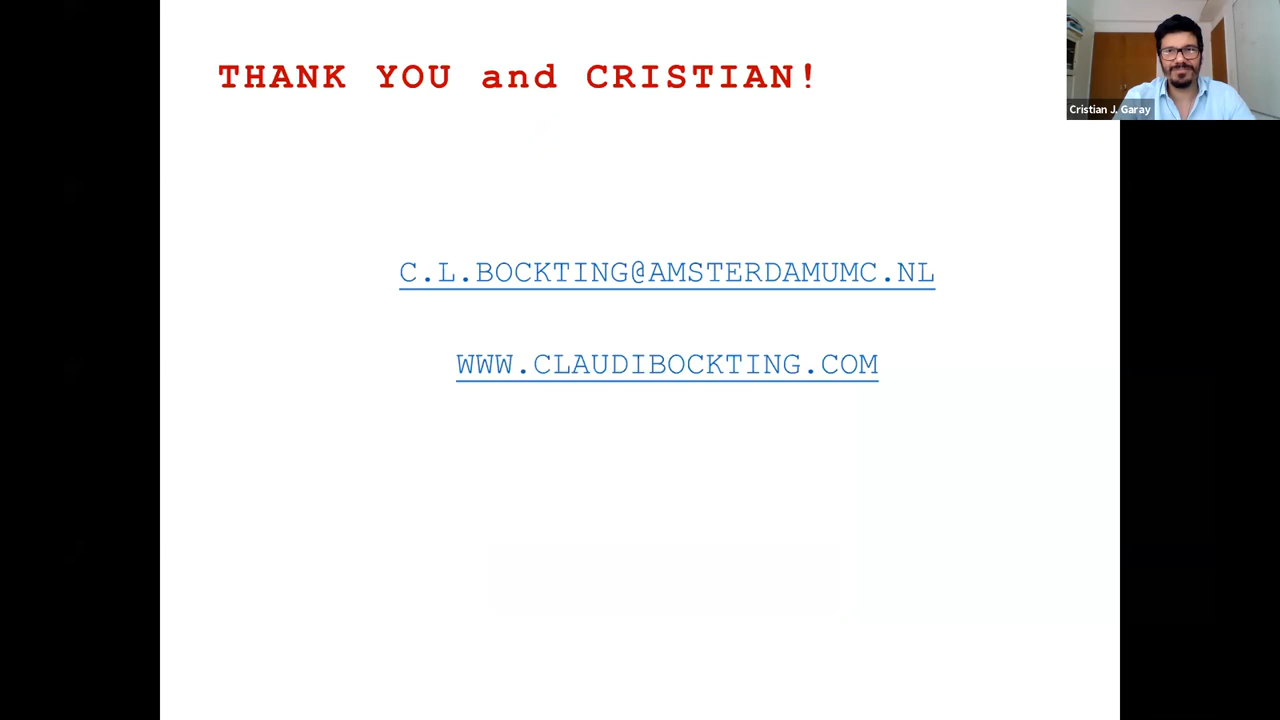 THANK YOU and CRISTIAN!
Cristian J. Garay
C.L.BOCKTING@AMSTERDAMUMC.NL
WWW.CLAUDIBOCKTING.COM